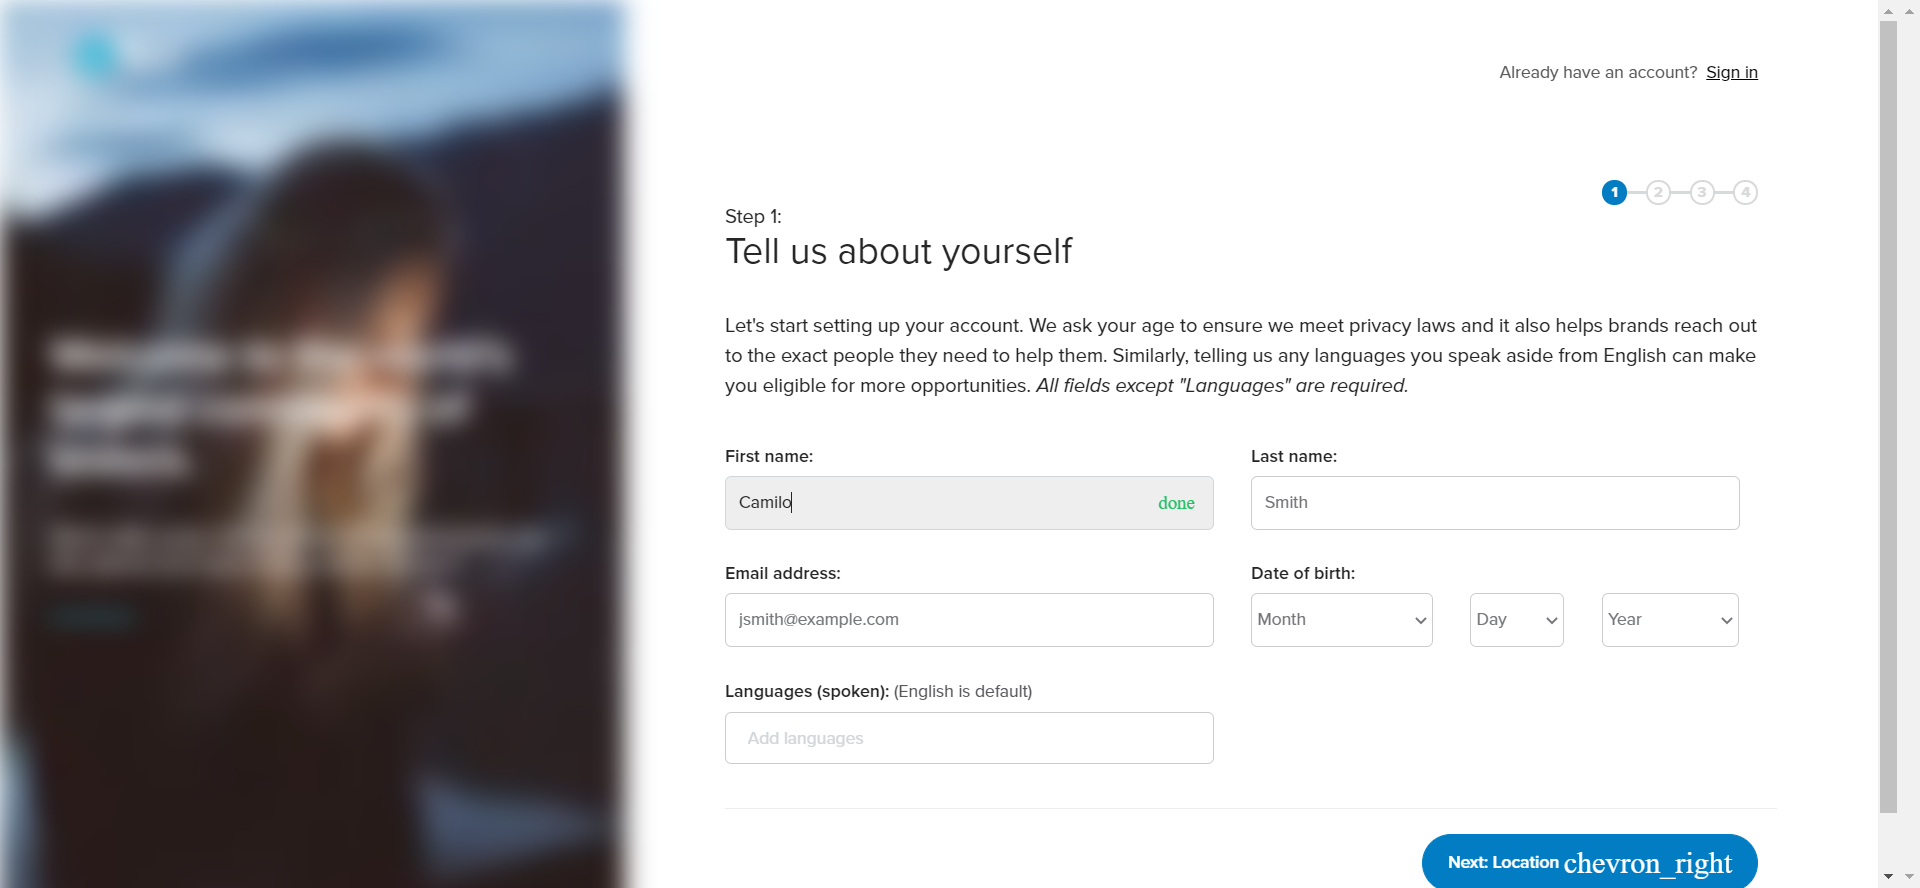 Already have an account? Sign in
1 2 3 4
Step 1:
Tell us about yourself
Let's start setting up your account. We ask your age to ensure we meet privacy laws and it also helps brands reach out
to the exact people they need to help them. Similarly, telling us any languages you speak aside from English can make
you eligible for more opportunities. All fields except "Languages" are required.
First name:
Last name:
Camilo done
Smith
Email address:
Date of birth:
jsmith@example.com
Month Day Year
Languages (spoken): (English is default)
Add languages
Next: Location chevron_right